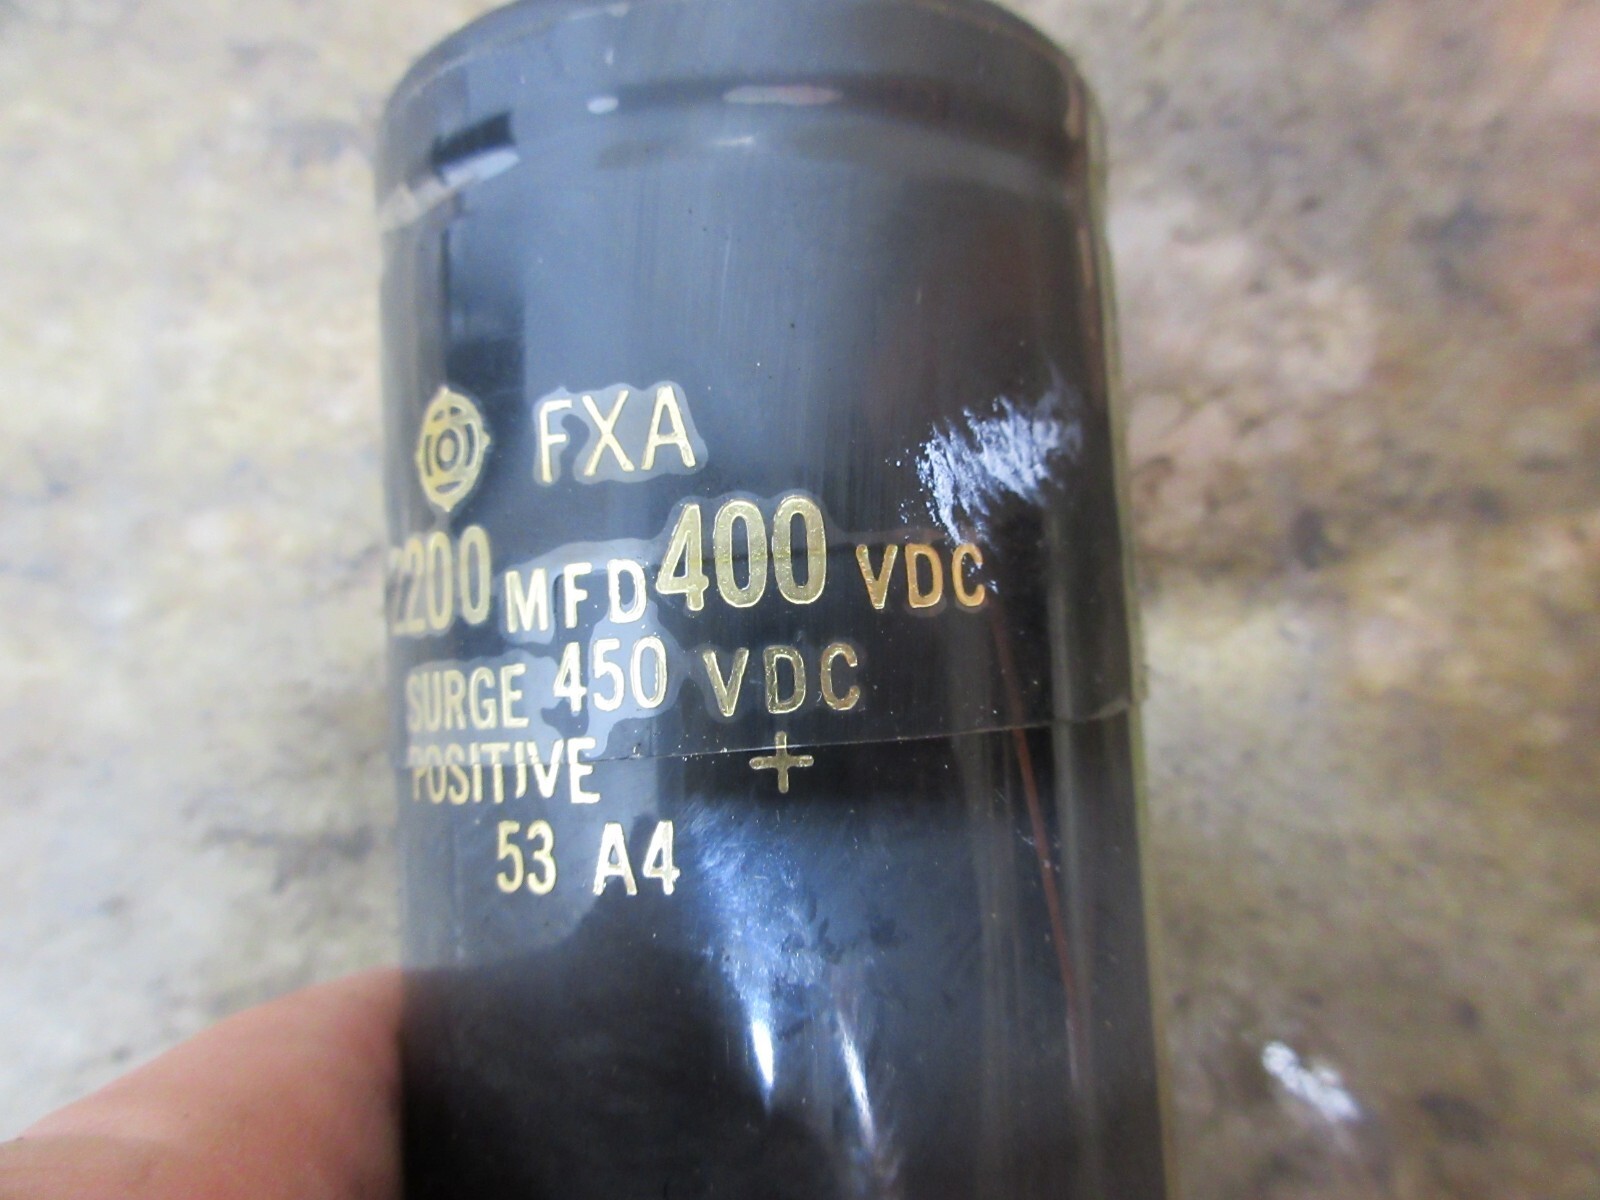 FXA
2200 MFD 400 VDC
SURGE 450 VDC
POSITIVE +
53 A4